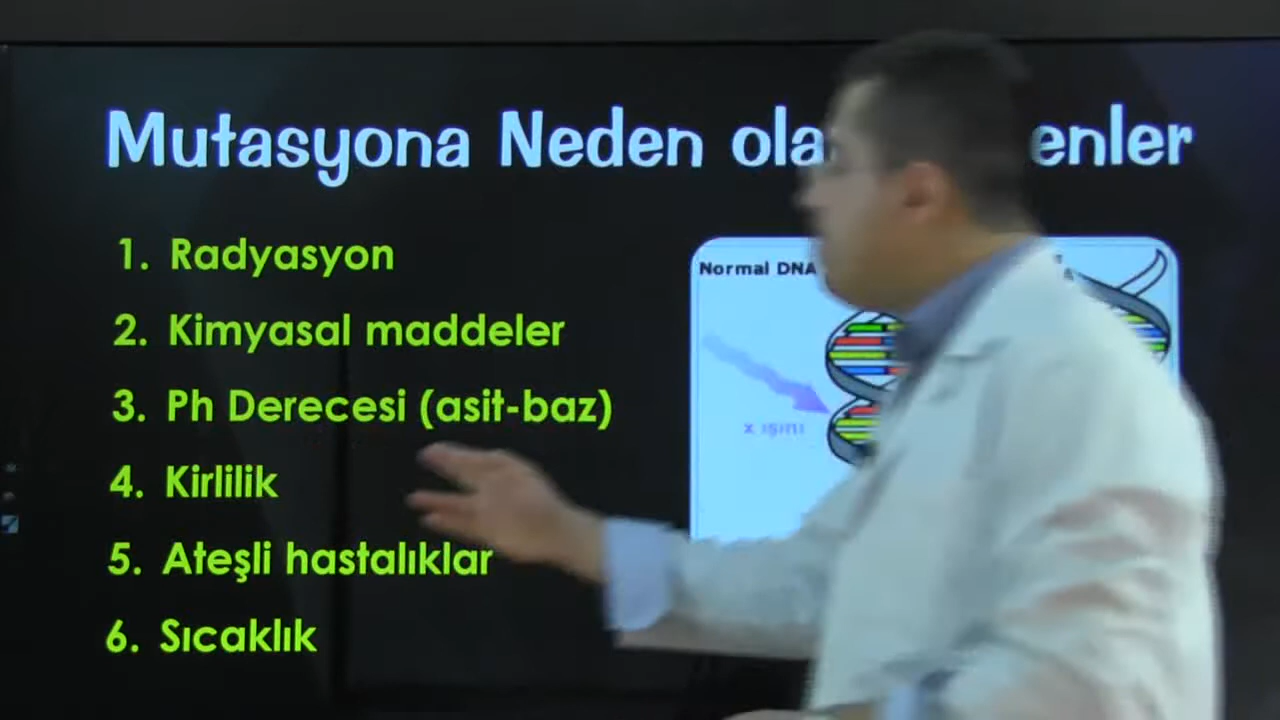 Mutasyona Neden ola enler
1. Radyasyon
2. Kimyasal maddeler
3. Ph Derecesi (asit-baz)
4. Kirlilik
5. Ateşli hastalıklar
6. Sıcaklık
Normal DNA
x ışını